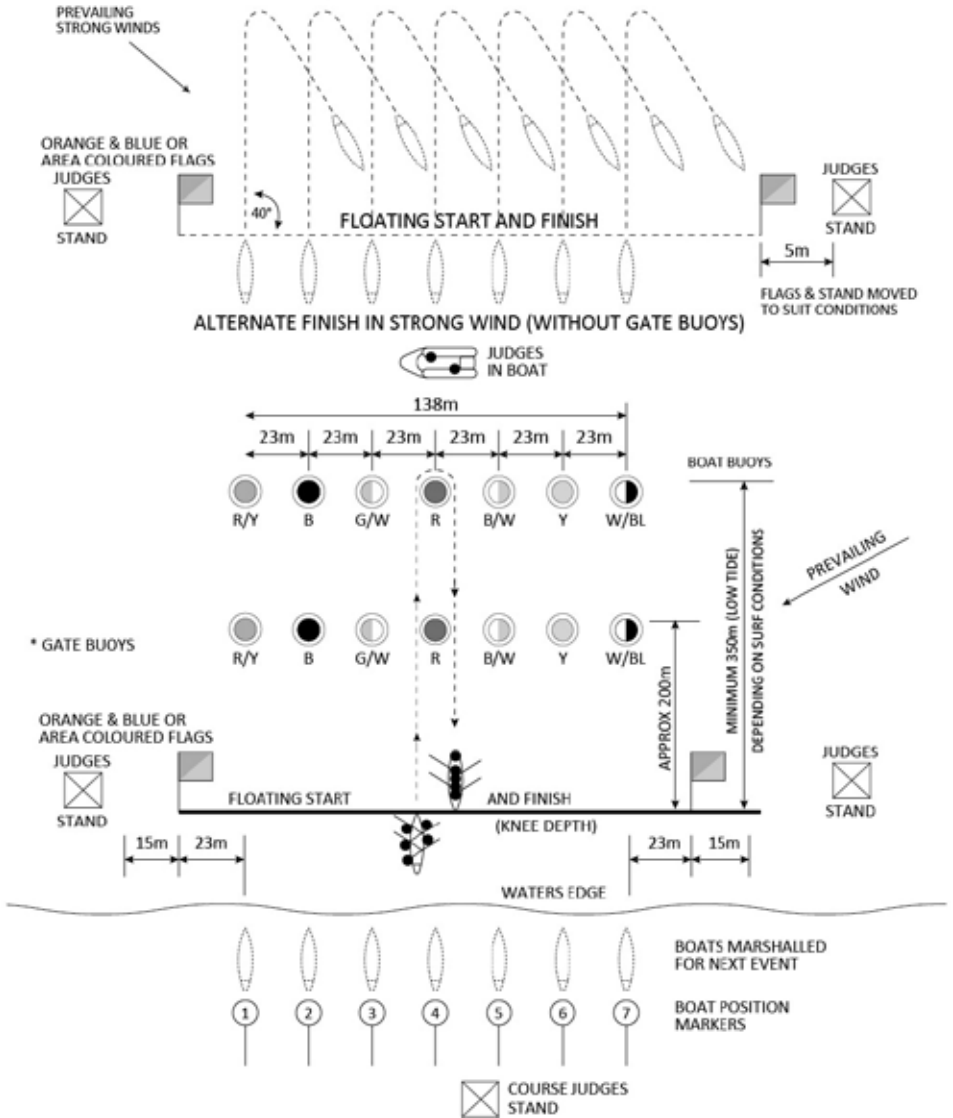 PREVAILING
STRONG WINDS
ORANGE & BLUE OR
AREA COLOURED FLAGS
JUDGES
STAND
40°
FLOATING START AND FINISH
JUDGES
STAND
5m
FLAGS & STAND MOVED
TO SUIT CONDITIONS
ALTERNATE FINISH IN STRONG WIND (WITHOUT GATE BUOYS)
JUDGES
IN BOAT
138m
23m 23m 23m 23m 23m 23m
BOAT BUOYS
R/Y B G/W R B/W Y W/BL
PREVAILING
WIND
MINIMUM 350m (LOW TIDE)
DEPENDING ON SURF CONDITIONS
* GATE BUOYS
R/Y B G/W R B/W Y W/BL
APPROX 200m
ORANGE & BLUE OR
AREA COLOURED FLAGS
JUDGES
STAND
FLOATING START AND FINISH
(KNEE DEPTH)
JUDGES
STAND
15m 23m 23m 15m
WATERS EDGE
BOATS MARSHALLED
FOR NEXT EVENT
1 2 3 4 5 6 7
BOAT POSITION
MARKERS
COURSE JUDGES
STAND